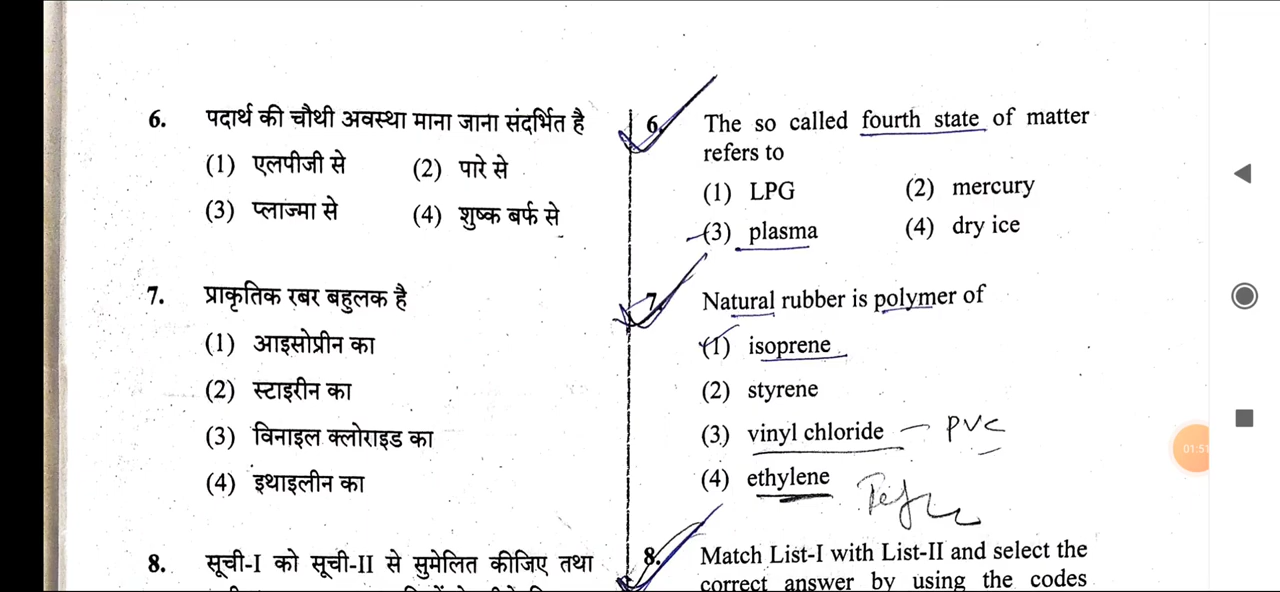 6. पदार्थ की चौथी अवस्था माना जाना संदर्भित है
(1) एलपीजी से (2) पारे से
(3) प्लाज्मा से (4) शुष्क बर्फ से
7. प्राकृतिक रबर बहुलक है
(1) आइसोप्रीन का
(2) स्टाइरीन का
(3) विनाइल क्लोराइड का
(4) इथाइलीन का
8. सूची-I को सूची-II से सुमेलित कीजिए तथा
6. The so called fourth state of matter
refers to
(1) LPG (2) mercury
(3) plasma (4) dry ice
7. Natural rubber is polymer of
(1) isoprene
(2) styrene
(3) vinyl chloride – PVC
(4) ethylene
8. Match List-I with List-II and select the
correct answer by using the codes
01:51